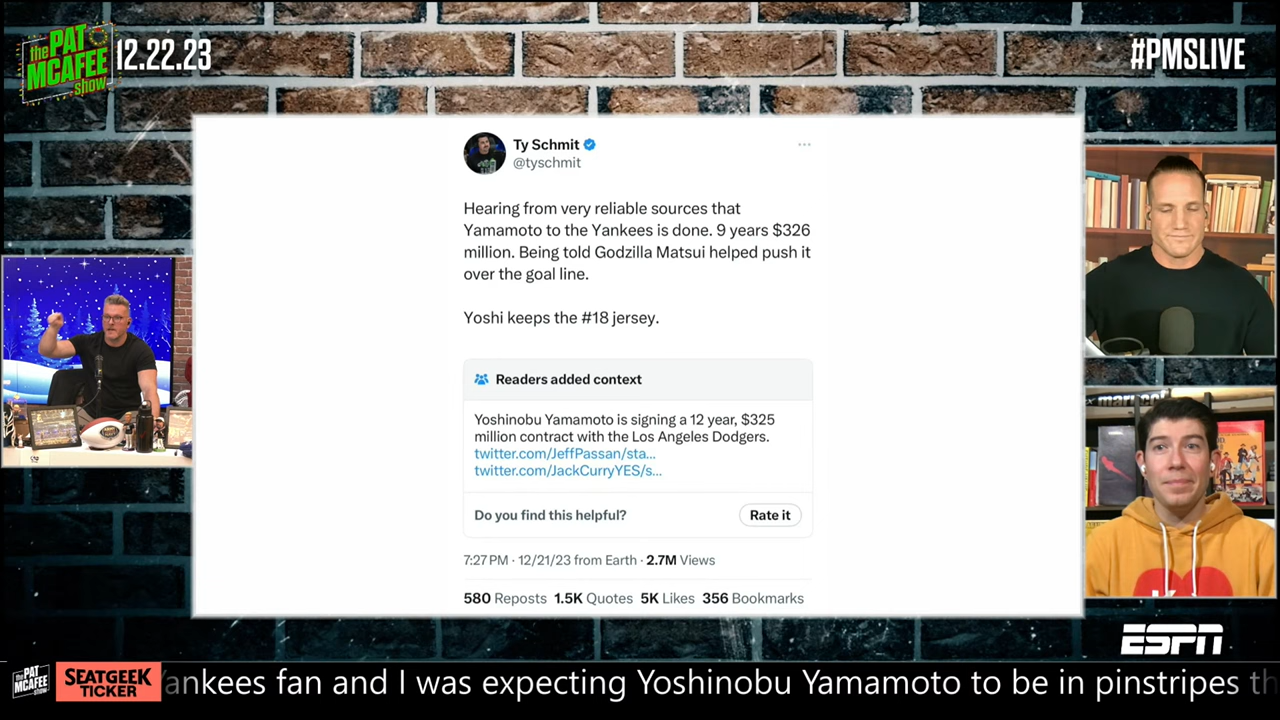 the PAT MCAFEE show
12.22.23
#PMSLIVE
Ty Schmit
@tyschmit
Hearing from very reliable sources that
Yamamoto to the Yankees is done. 9 years $326
million. Being told Godzilla Matsui helped push it
over the goal line.
Yoshi keeps the #18 jersey.
Readers added context
Yoshinobu Yamamoto is signing a 12 year, $325
million contract with the Los Angeles Dodgers.
twitter.com/JeffPassan/sta...
twitter.com/JackCurryYES/s...
Do you find this helpful?
Rate it
7:27 PM · 12/21/23 from Earth · 2.7M Views
580 Reposts 1.5K Quotes 5K Likes 356 Bookmarks
ESPN
the PAT MCAFEE show
SEATGEEK
TICKER
Yankees fan and I was expecting Yoshinobu Yamamoto to be in pinstripes th